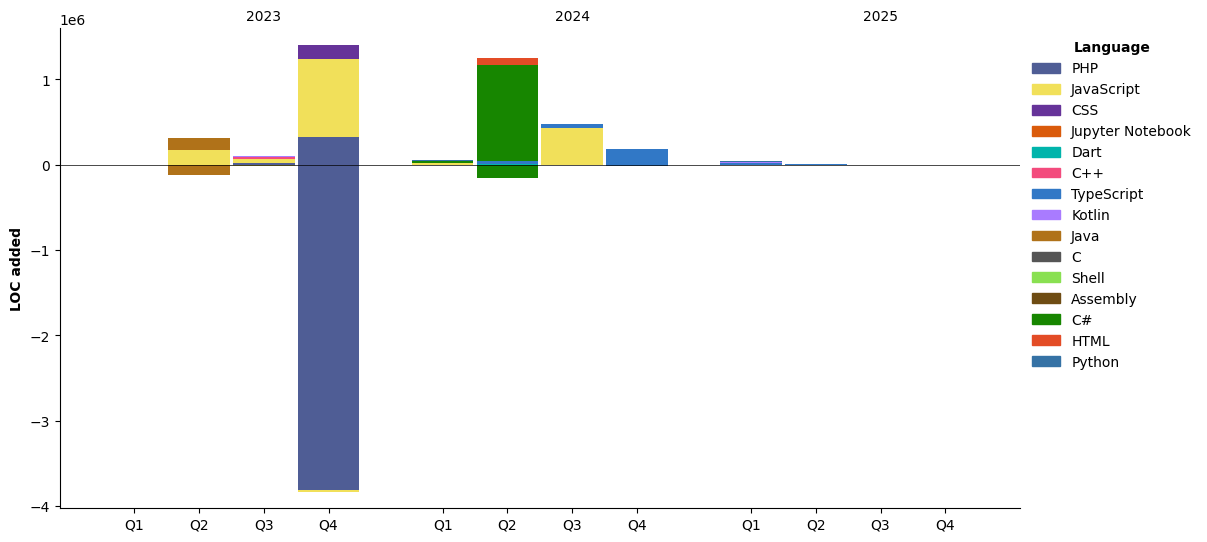 2023 2024 2025
1e6
1
0
−1
−2
−3
−4
LOC added
Q1 Q2 Q3 Q4 Q1 Q2 Q3 Q4 Q1 Q2 Q3 Q4
Language
PHP
JavaScript
CSS
Jupyter Notebook
Dart
C++
TypeScript
Kotlin
Java
C
Shell
Assembly
C#
HTML
Python